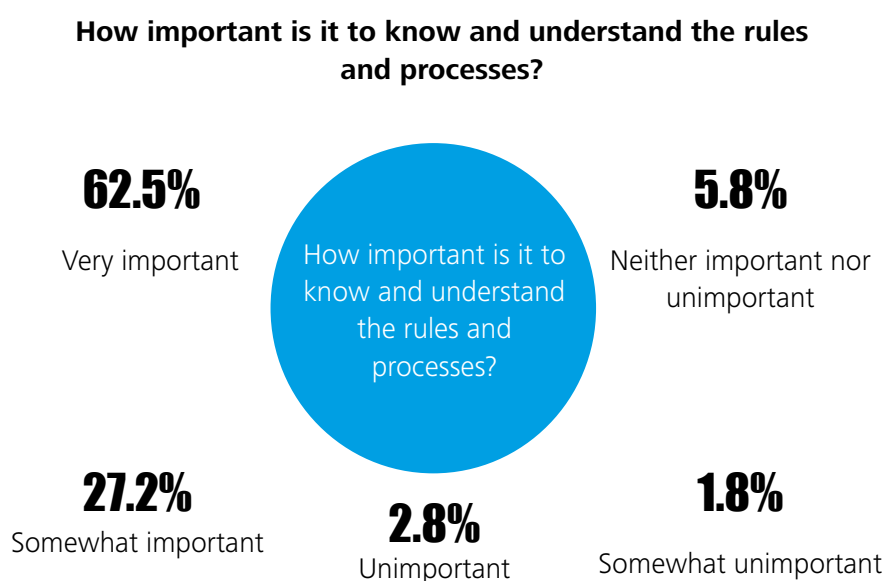 How important is it to know and understand the rules
and processes?
62.5%
Very important
How important is it to
know and understand
the rules and
processes?
5.8%
Neither important nor
unimportant
27.2%
Somewhat important
2.8%
Unimportant
1.8%
Somewhat unimportant